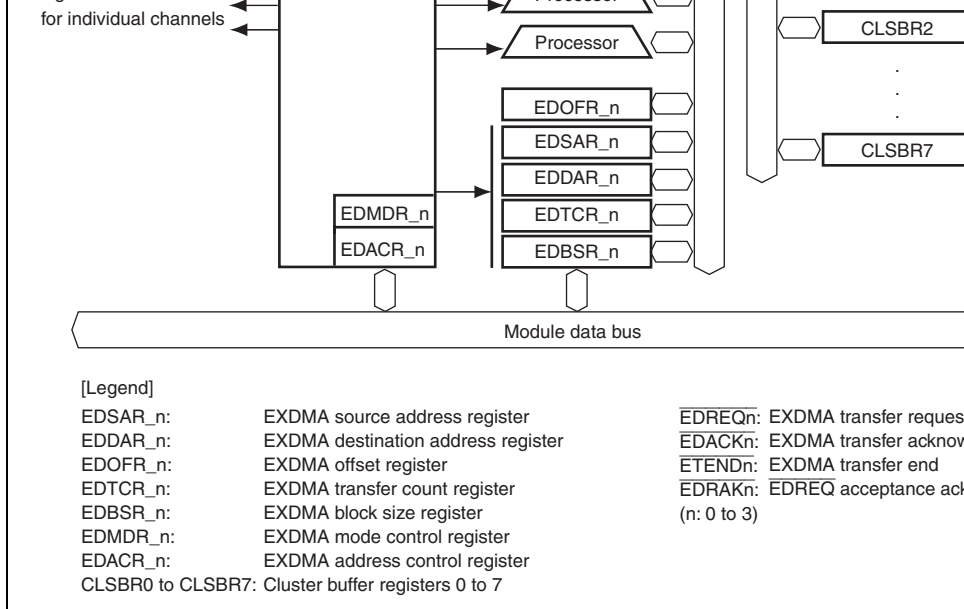 for individual channels
Processor
CLSBR2
.
.
.
EDOFR_n
EDSAR_n
CLSBR7
EDDAR_n
EDMDR_n
EDTCR_n
EDACR_n
EDBSR_n
Module data bus
[Legend]
EDSAR_n: EXDMA source address register
EDDAR_n: EXDMA destination address register
EDOFR_n: EXDMA offset register
EDTCR_n: EXDMA transfer count register
EDBSR_n: EXDMA block size register
EDMDR_n: EXDMA mode control register
EDACR_n: EXDMA address control register
CLSBR0 to CLSBR7: Cluster buffer registers 0 to 7
EDREQn: EXDMA transfer reques
EDACKn: EXDMA transfer acknow
ETENDn: EXDMA transfer end
EDRAKn: EDREQ acceptance ack
(n: 0 to 3)